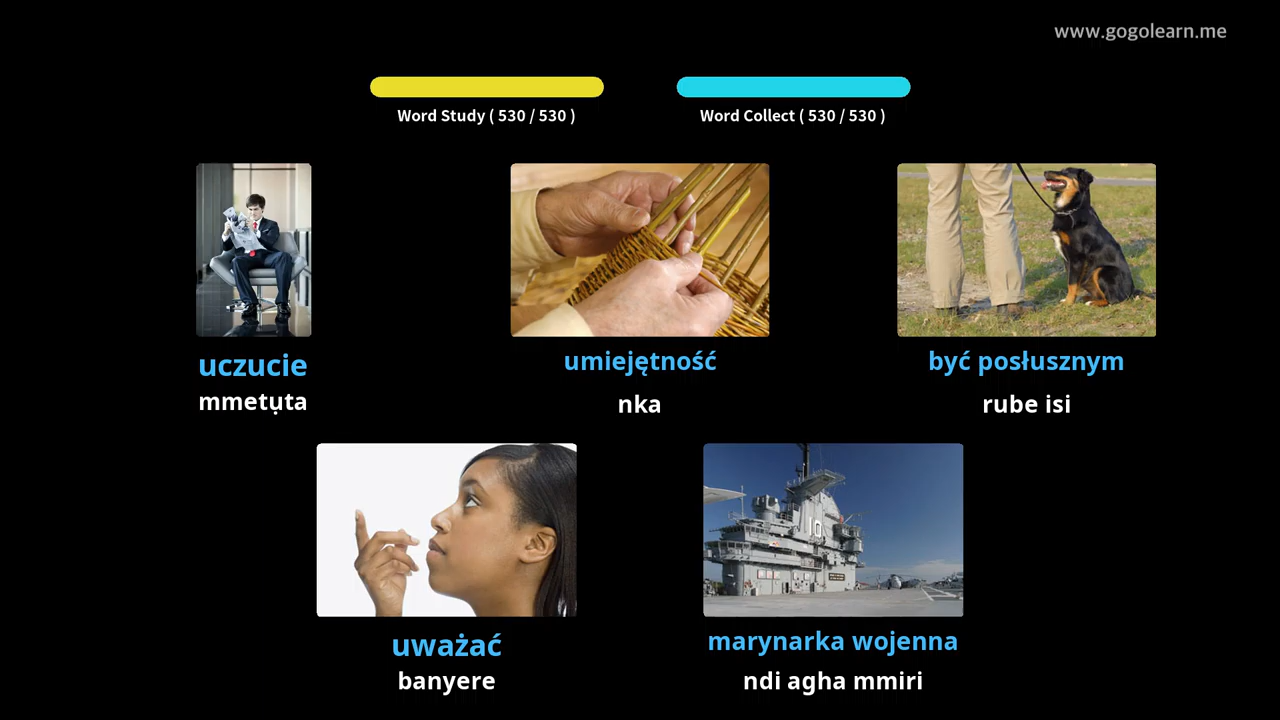 www.gogolearn.me
Word Study ( 530 / 530 )
Word Collect ( 530 / 530 )
uczucie
mmetụta
umiejętność
nka
być posłusznym
rube isi
uważać
banyere
10
marynarka wojenna
ndi agha mmiri